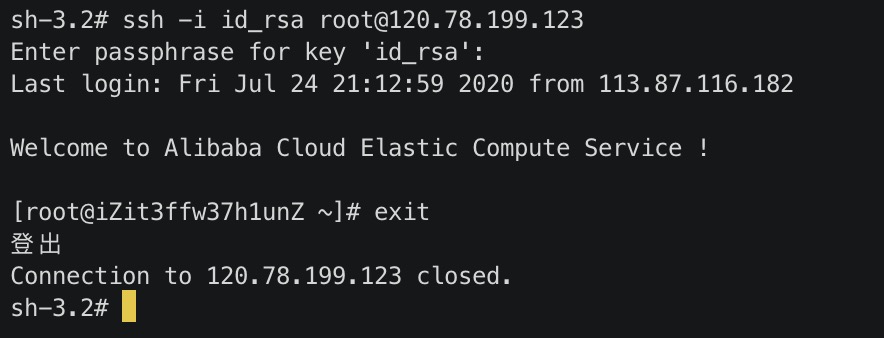 sh-3.2# ssh -i id_rsa root@120.78.199.123
Enter passphrase for key 'id_rsa':
Last login: Fri Jul 24 21:12:59 2020 from 113.87.116.182
Welcome to Alibaba Cloud Elastic Compute Service !
[root@iZit3ffw37h1unZ ~]# exit
登出
Connection to 120.78.199.123 closed.
sh-3.2#